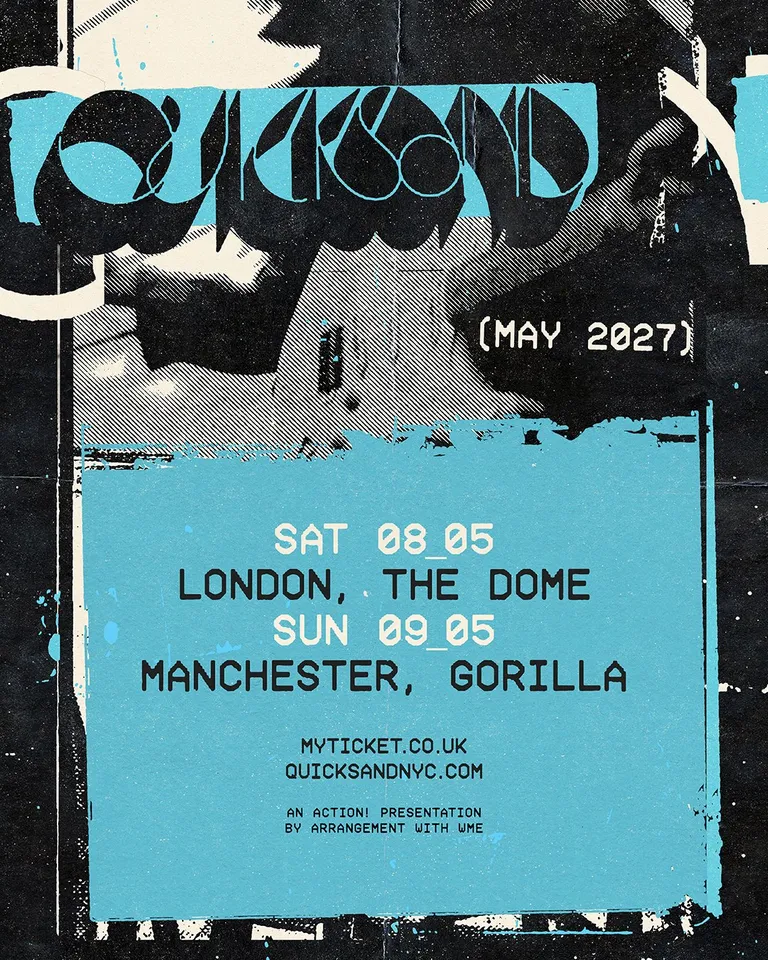 QUICKSAND
(MAY 2027)
SAT 08_05
LONDON, THE DOME
SUN 09_05
MANCHESTER, GORILLA
MYTICKET.CO.UK
QUICKSANDNYC.COM
AN ACTION! PRESENTATION
BY ARRANGEMENT WITH WME